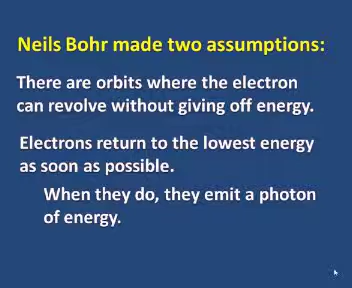 Neils Bohr made two assumptions:
There are orbits where the electron
can revolve without giving off energy.
Electrons return to the lowest energy
as soon as possible.
When they do, they emit a photon
of energy.